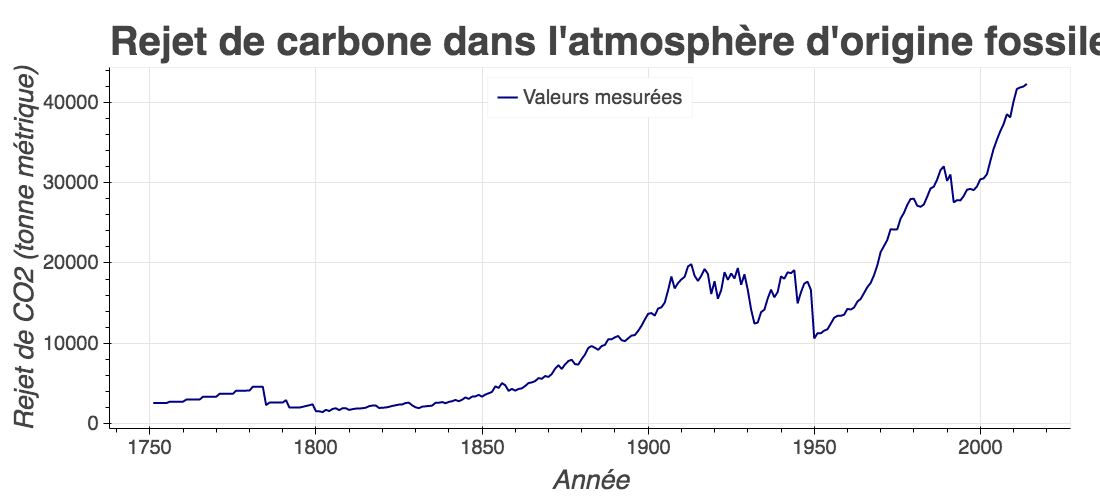 Rejet de carbone dans l'atmosphère d'origine fossile
Valeurs mesurées
Rejet de CO2 (tonne métrique)
40000
30000
20000
10000
0
1750 1800 1850 1900 1950 2000
Année